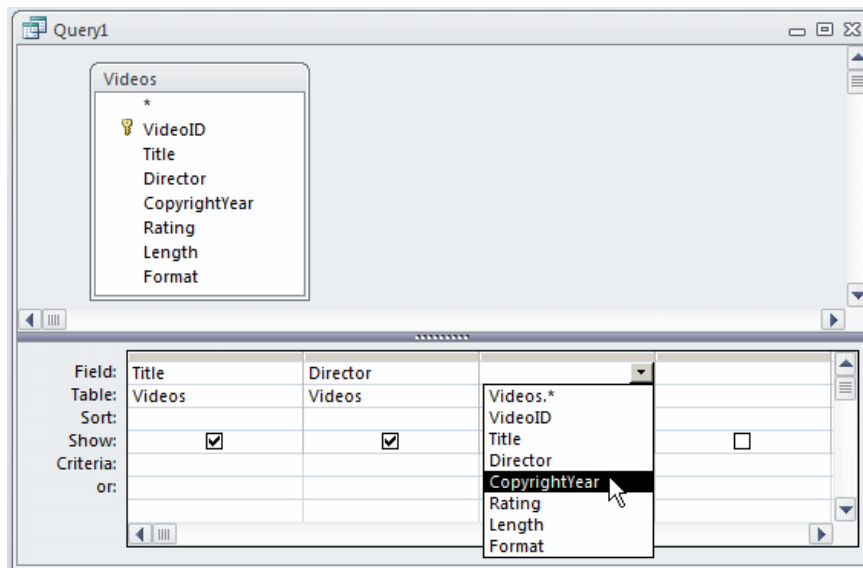 Query1
Videos
*
VideoID
Title
Director
CopyrightYear
Rating
Length
Format
Field: Title Director
Table: Videos Videos
Sort:
Show:
Criteria:
or:
Videos.*
VideoID
Title
Director
CopyrightYear
Rating
Length
Format